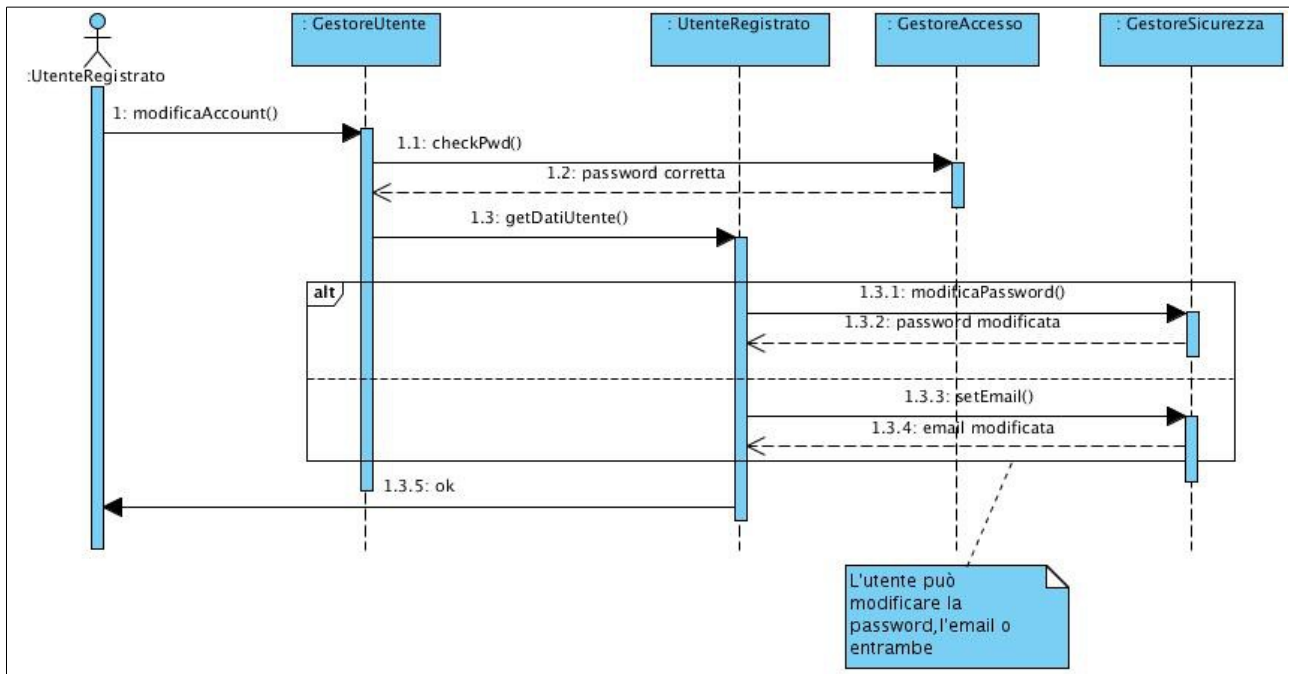 : GestoreUtente
: UtenteRegistrato
: GestoreAccesso
: GestoreSicurezza
:UtenteRegistrato
1: modificaAccount()
1.1: checkPwd()
1.2: password corretta
1.3: getDatiUtente()
alt
1.3.1: modificaPassword()
1.3.2: password modificata
1.3.3: setEmail()
1.3.4: email modificata
1.3.5: ok
L'utente può
modificare la
password,l'email o
entrambe